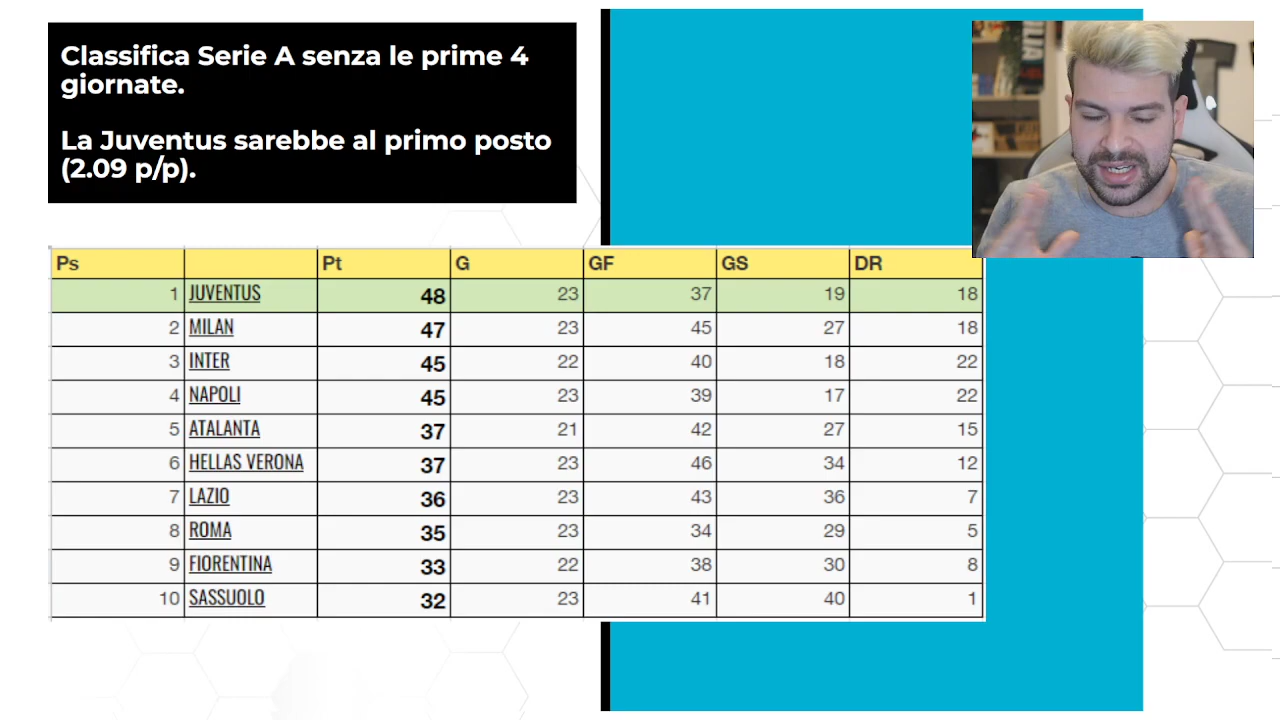 Classifica Serie A senza le prime 4
giornate.
La Juventus sarebbe al primo posto
(2.09 p/p).
Ps Pt G GF GS DR
1 JUVENTUS 48 23 37 19 18
2 MILAN 47 23 45 27 18
3 INTER 45 22 40 18 22
4 NAPOLI 45 23 39 17 22
5 ATALANTA 37 21 42 27 15
6 HELLAS VERONA 37 23 46 34 12
7 LAZIO 36 23 43 36 7
8 ROMA 35 23 34 29 5
9 FIORENTINA 33 22 38 30 8
10 SASSUOLO 32 23 41 40 1